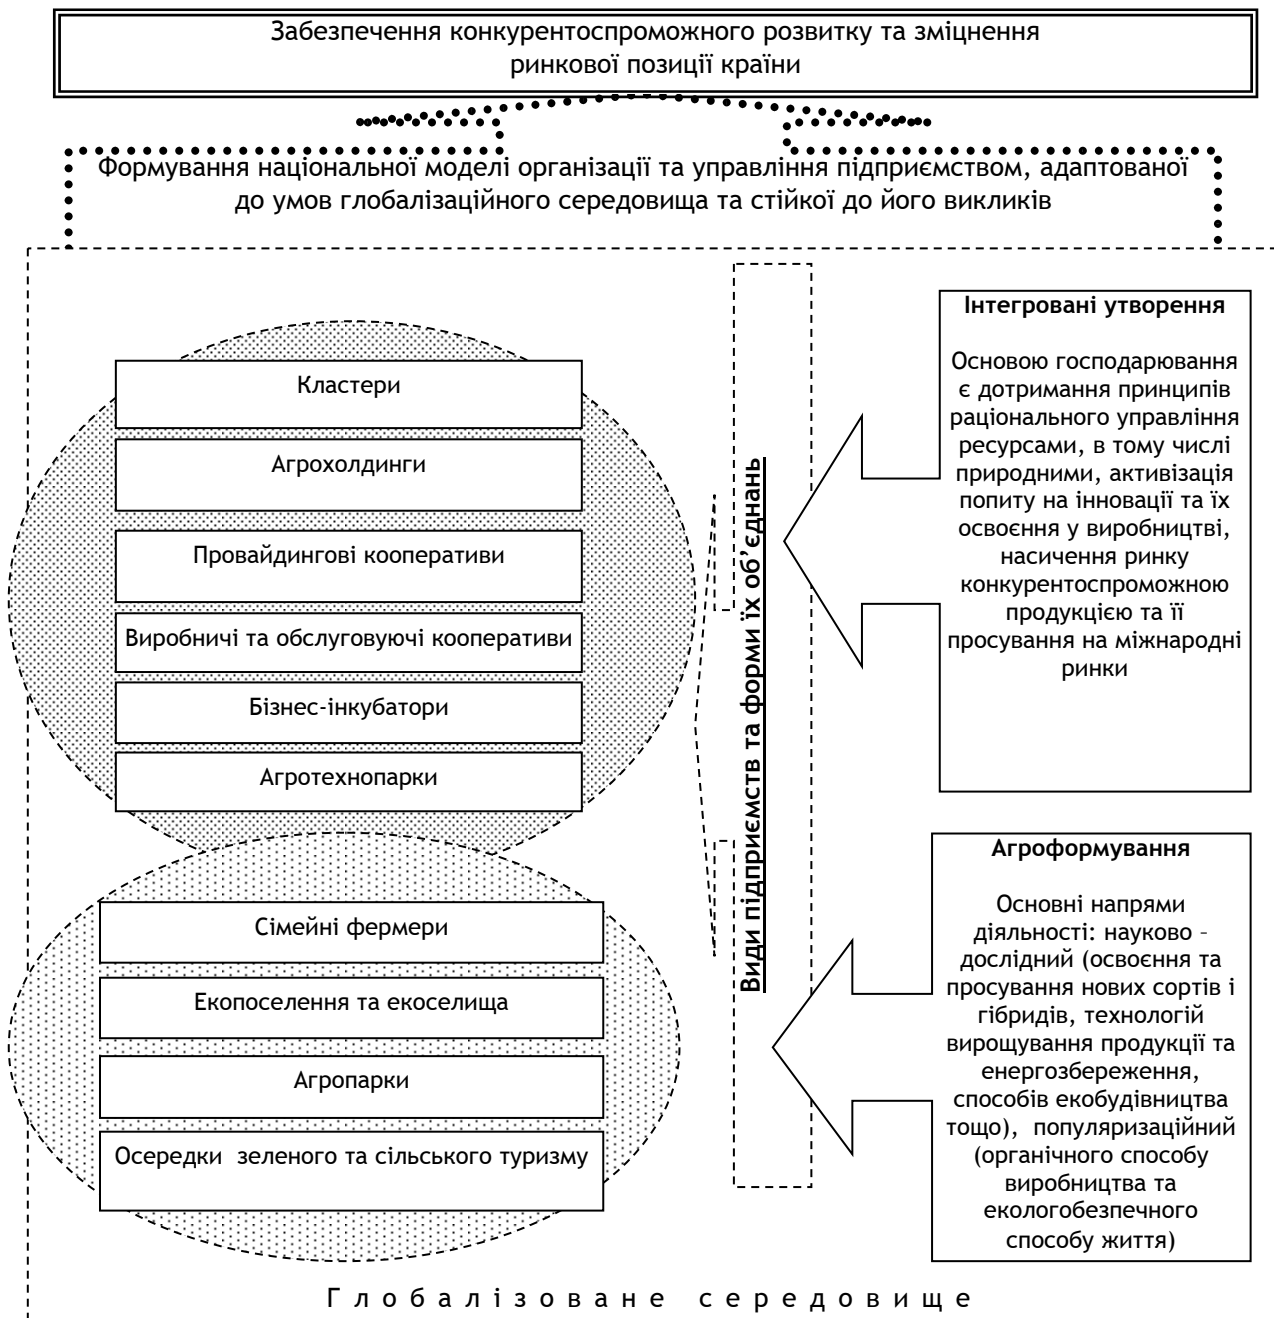 Забезпечення конкурентоспроможного розвитку та зміцнення
ринкової позиції країни
Формування національної моделі організації та управління підприємством, адаптованої
до умов глобалізаційного середовища та стійкої до його викликів
Кластери
Агрохолдинги
Провайдингові кооперативи
Виробничі та обслуговуючі кооперативи
Бізнес-інкубатори
Агротехнопарки
Сімейні фермери
Екопоселення та екоселища
Агропарки
Осередки зеленого та сільського туризму
Види підприємств та форми їх об’єднань
Інтегровані утворення
Основою господарювання
є дотримання принципів
раціонального управління
ресурсами, в тому числі
природними, активізація
попиту на інновації та їх
освоєння у виробництві,
насичення ринку
конкурентоспроможною
продукцією та її
просування на міжнародні
ринки
Агроформування
Основні напрями
діяльності: науково –
дослідний (освоєння та
просування нових сортів і
гібридів, технологій
вирощування продукції та
енергозбереження,
способів екобудівництва
тощо), популяризаційний
(органічного способу
виробництва та
екологобезпечного
способу життя)
Глобалізоване середовище